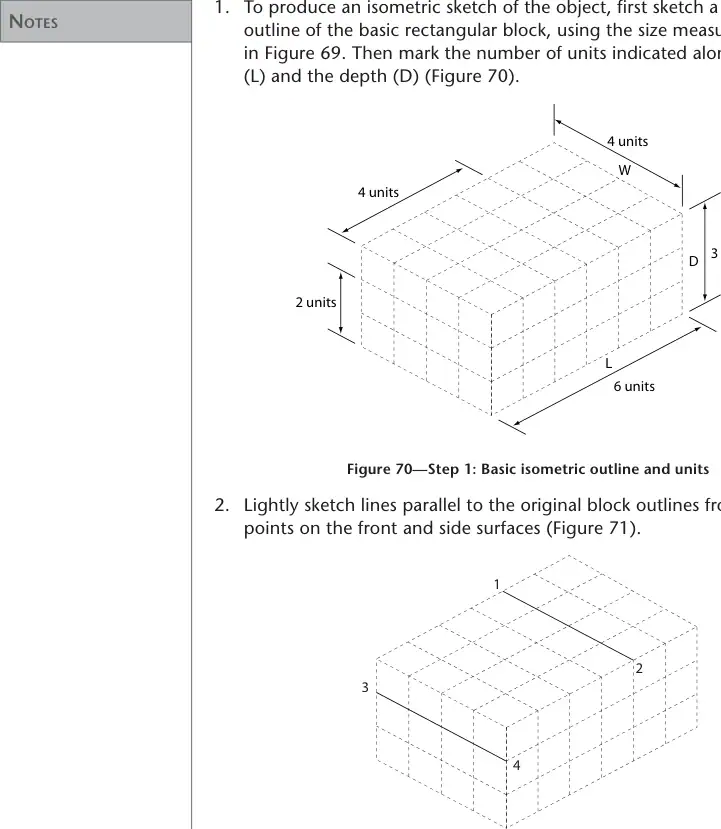 NOTES
1. To produce an isometric sketch of the object, first sketch a
outline of the basic rectangular block, using the size
in Figure 69. Then mark the number of units indicated
(L) and the depth (D) (Figure 70).
4 units
W
4 units
D
3
2 units
L
6 units
Figure 70—Step 1: Basic isometric outline and units
2. Lightly sketch lines parallel to the original block outlines
points on the front and side surfaces (Figure 71).
1
2
3
4